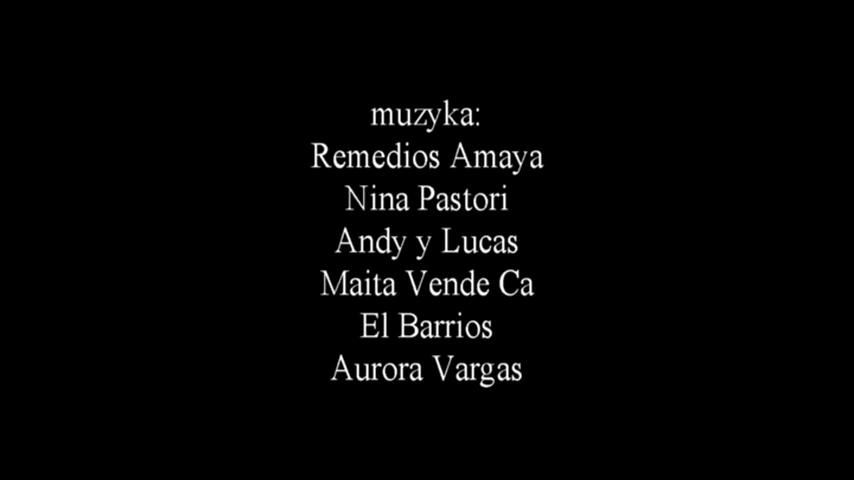 muzyka:
Remedios Amaya
Nina Pastori
Andy y Lucas
Maita Vende Ca
El Barrios
Aurora Vargas